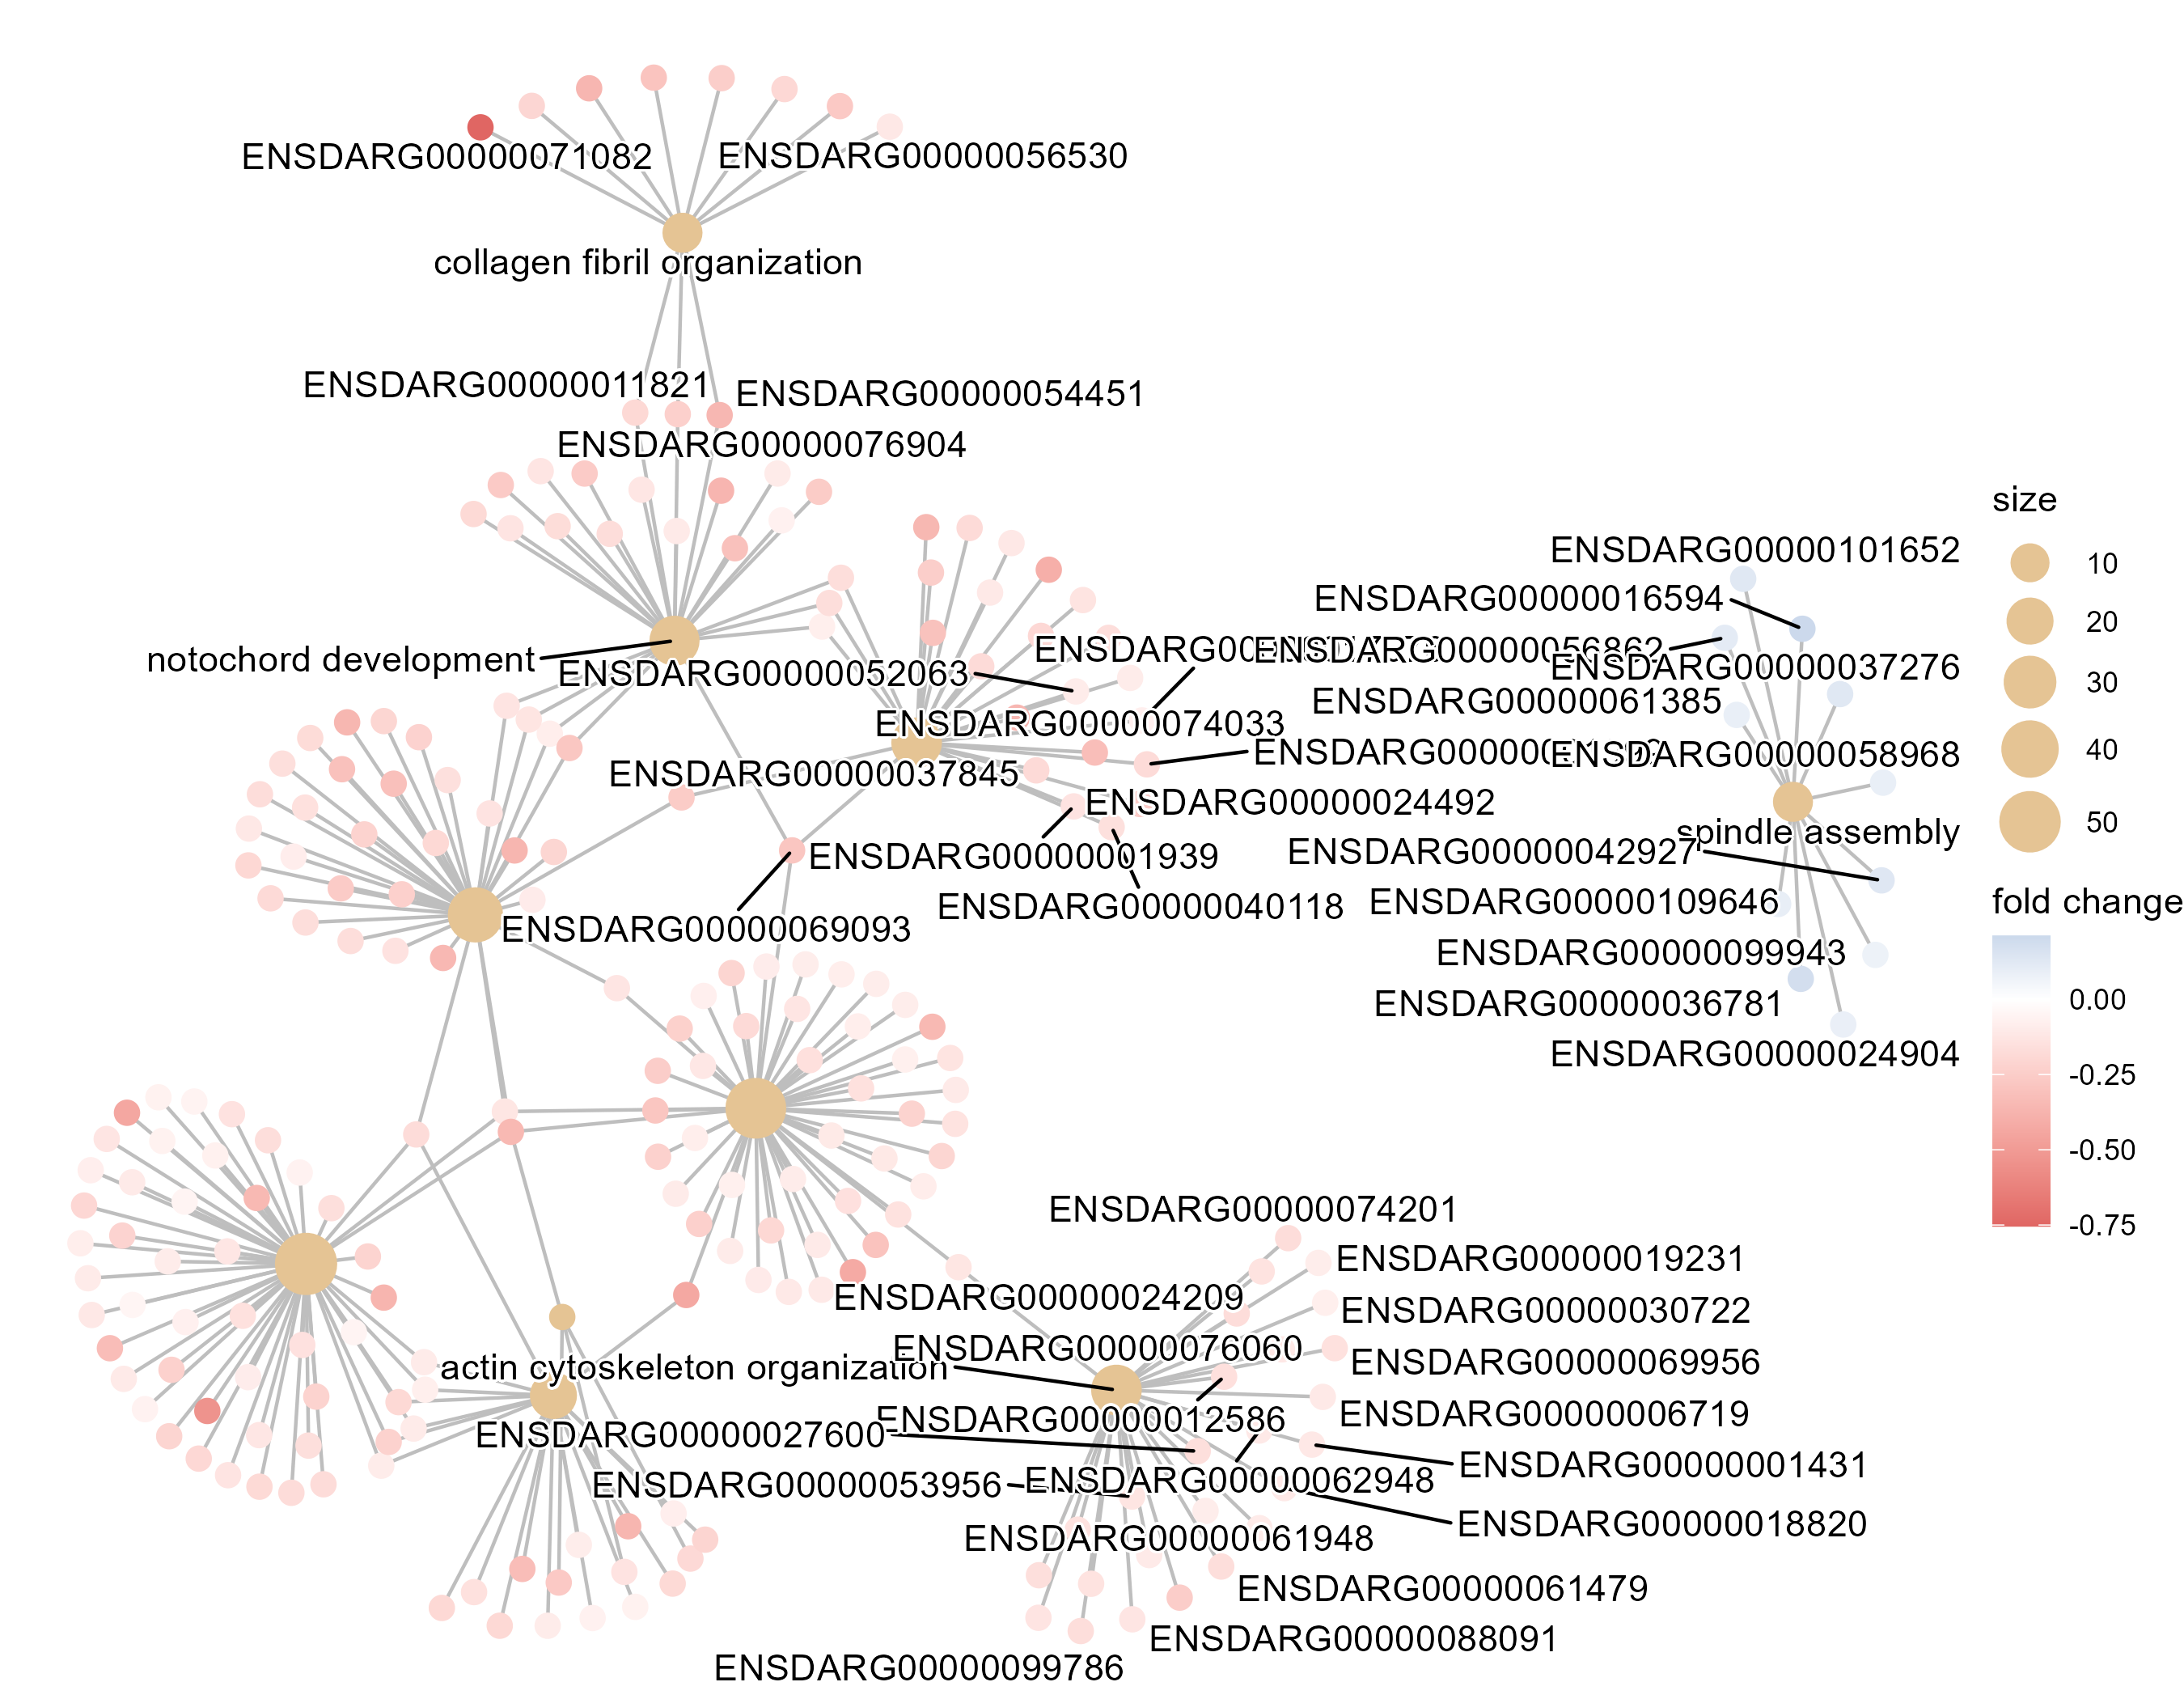 ENSDARG00000071082
ENSDARG00000056530
collagen fibril organization
ENSDARG00000011821
ENSDARG00000054451
ENSDARG00000076904
size
ENSDARG00000101652
10
ENSDARG00000016594
20
ENSDARG00000056862
notochord development
ENSDARG00000052063
ENSDARG00000037276
30
ENSDARG00000061385
ENSDARG00000074033
40
ENSDARG00000058968
ENSDARG00000037845
ENSDARG00000024492
50
spindle assembly
ENSDARG00000042927
ENSDARG00000001939
ENSDARG00000109646
fold change
ENSDARG00000040118
ENSDARG00000069093
ENSDARG00000099943
ENSDARG00000036781
0.00
ENSDARG00000024904
-0.25
-0.50
ENSDARG00000074201
-0.75
ENSDARG00000019231
ENSDARG00000024209
ENSDARG00000030722
ENSDARG00000076060
actin cytoskeleton organization
ENSDARG00000069956
ENSDARG00000012586
ENSDARG00000006719
ENSDARG00000027600
ENSDARG00000001431
ENSDARG00000062948
ENSDARG00000053956
ENSDARG00000018820
ENSDARG00000061948
ENSDARG00000061479
ENSDARG00000088091
ENSDARG00000099786